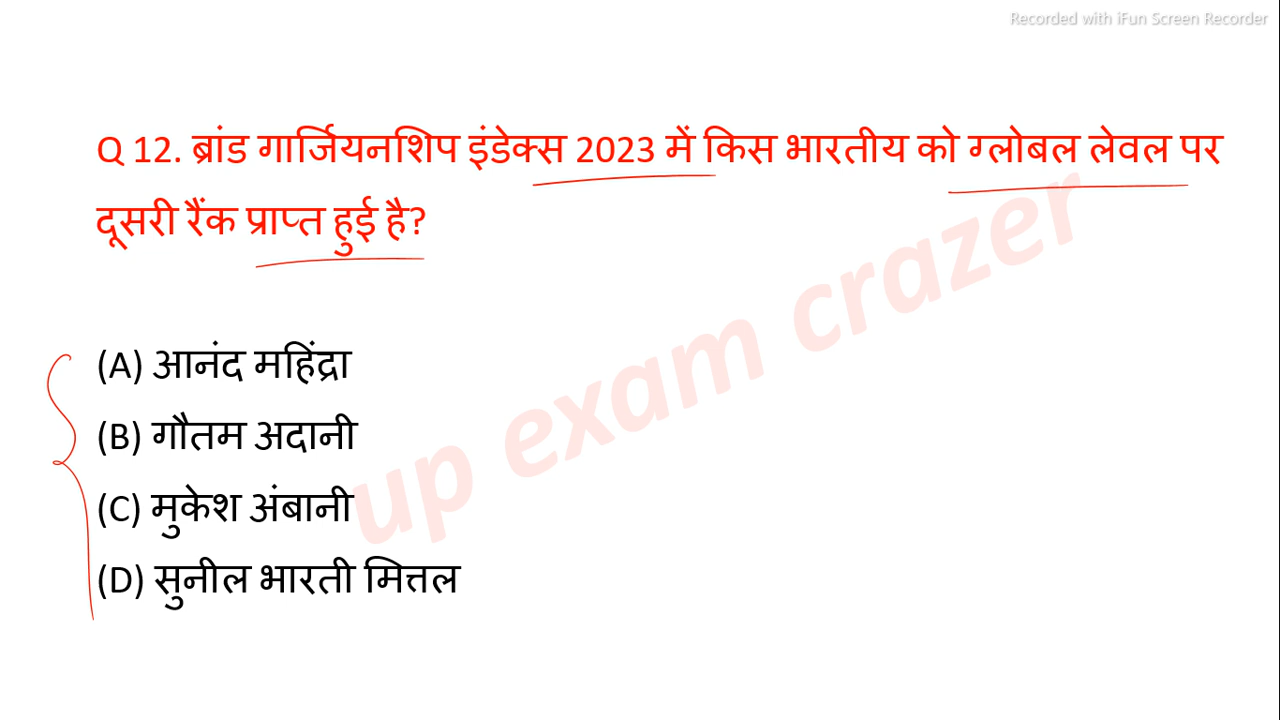 Recorded with iFun Screen Recorder
Q 12. ब्रांड गार्जियनशिप इंडेक्स 2023 में किस भारतीय को ग्लोबल लेवल पर
दूसरी रैंक प्राप्त हुई है?
up exam crazer
(A) आनंद महिंद्रा
(B) गौतम अदानी
(C) मुकेश अंबानी
(D) सुनील भारती मित्तल